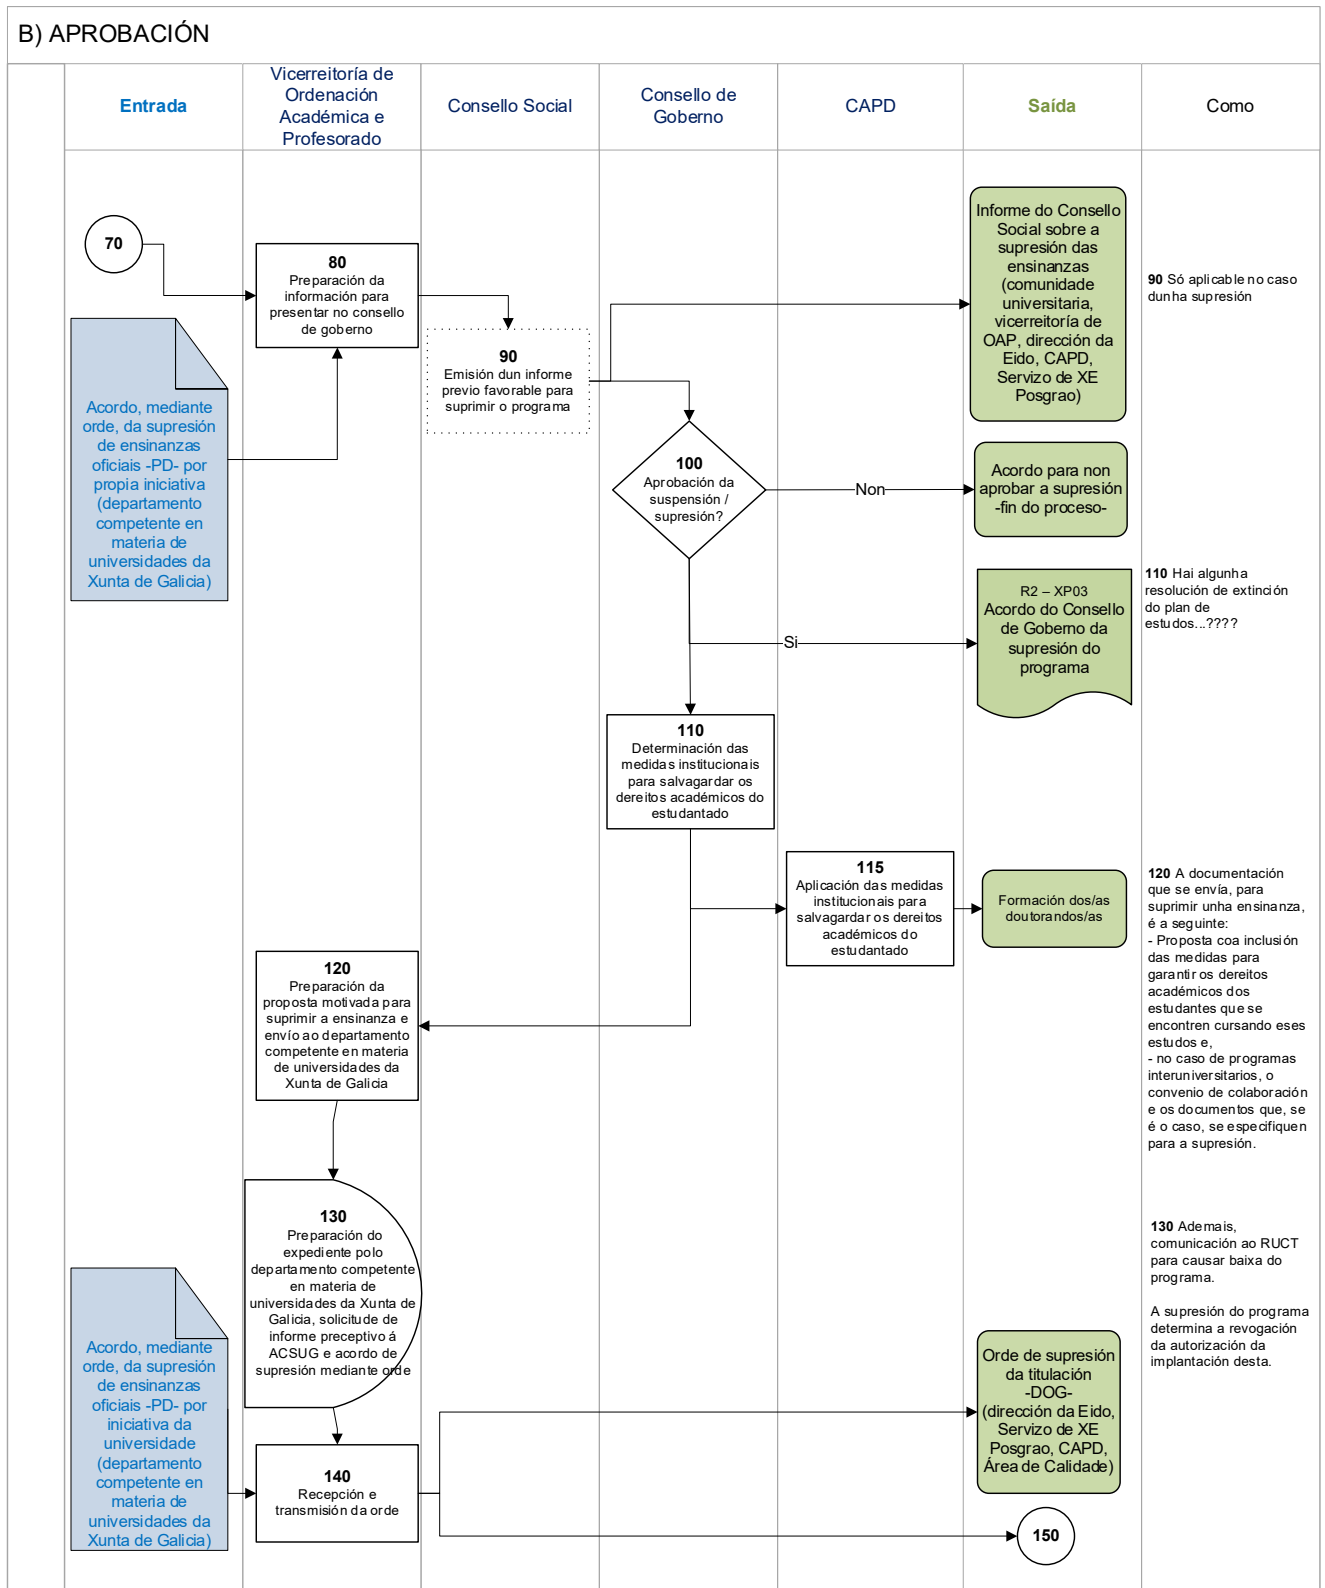 B) APROBACIÓN
Entrada
Vicerreitoría de
Ordenación
Académica e
Profesorado
Consello Social
Consello de
Goberno
CAPD
Saída
Como
70
80
Preparación da
información para
presentar no consello
de goberno
Acordo, mediante
orde, da supresión
de ensinanzas
oficiais -PD- por
propia iniciativa
(departamento
competente en
materia de
universidades da
Xunta de Galicia)
90
Emisión dun informe
previo favorable para
suprimir o programa
Informe do Consello
Social sobre a
supresión das
ensinanzas
(comunidade
universitaria,
vicerreitoría de
OAP, dirección da
Eido, CAPD,
Servizo de XE
Posgrao)
90 Só aplicable no caso
dunha supresión
100
Aprobación da
suspensión /
supresión?
Non
Acordo para non
aprobar a supresión
-fin do proceso-
Si
R2 – XP03
Acordo do Consello
de Goberno da
supresión do
programa
110 Hai algunha
resolución de extinción
do plan de
estudos...????
110
Determinación das
medidas institucionais
para salvagardar os
dereitos académicos do
estudantado
115
Aplicación das medidas
institucionais para
salvagardar os dereitos
académicos do
estudantado
Formación dos/as
doutorandos/as
120 A documentación
que se envía, para
suprimir unha ensinanza,
é a seguinte:
- Proposta coa inclusión
das medidas para
garantir os dereitos
académicos dos
estudantes que se
encontren cursando eses
estudos e,
- no caso de programas
interuniversitarios, o
convenio de colaboración
e os documentos que, se
é o caso, se especifiquen
para a supresión.
120
Preparación da
proposta motivada para
suprimir a ensinanza e
envío ao departamento
competente en materia
de universidades da
Xunta de Galicia
130
Preparación do
expediente polo
departamento competente
en materia de
universidades da Xunta de
Galicia, solicitude de
informe preceptivo á
ACSUG e acordo de
supresión mediante orde
130 Ademais,
comunicación ao RUCT
para causar baixa do
programa.
A supresión do programa
determina a revogación
da autorización da
implantación desta.
Acordo, mediante
orde, da supresión
de ensinanzas
oficiais -PD- por
iniciativa da
universidade
(departamento
competente en
materia de
universidades da
Xunta de Galicia)
140
Recepción e
transmisión da orde
Orde de supresión
da titulación
-DOG-
(dirección da Eido,
Servizo de XE
Posgrao, CAPD,
Área de Calidade)
150